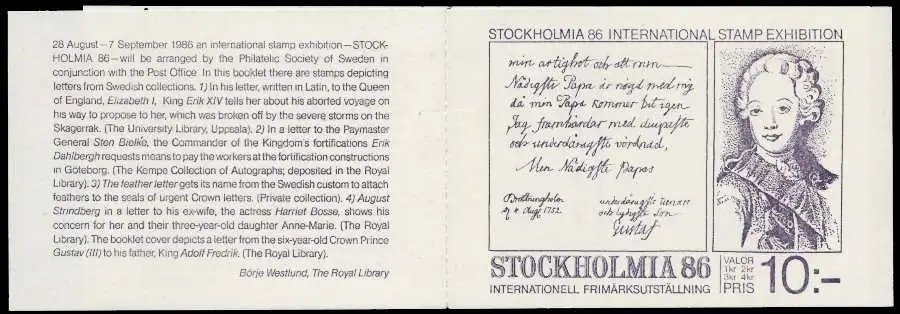 28 August–7 September 1986 an international stamp exhibition–STOCK-
HOLMIA 86–will be arranged by the Philatelic Society of Sweden in
conjunction with the Post Office. In this booklet there are stamps depicting
letters from Swedish collections. 1) In his letter, written in Latin, to the Queen
of England, Elizabeth I, King Erik XIV tells her about his aborted voyage on
his way to propose to her, which was broken off by the severe storms on the
Skagerrak. (The University Library, Uppsala). 2) In a letter to the Paymaster
General Sten Bielke, the Commander of the Kingdom's fortifications Erik
Dahlbergh requests means to pay the workers at the fortification constructions
in Göteborg. (The Kempe Collection of Autographs; deposited in the Royal
Library). 3) The feather letter gets its name from the Swedish custom to attach
feathers to the seals of urgent Crown letters. (Private collection). 4) August
Strindberg in a letter to his ex-wife, the actress Harriet Bosse, shows his
concern for her and their three-year-old daughter Anne-Marie. (The Royal
Library). The booklet cover depicts a letter from the six-year-old Crown Prince
Gustav (III) to his father, King Adolf Fredrik. (The Royal Library).
Börje Westlund, The Royal Library
STOCKHOLMIA 86 INTERNATIONAL STAMP EXHIBITION
min artighet och att min
Nådigste Papa är nögd med mig
då min Papa kommer hit igen
Jag framhärdar med diupeste
och underdånigste vördnad,
Min Nådigste Papas
Drottningholm
d. 4 Augt 1752.
underdånigste tienare
och lydigste son
Gustaf
STOCKHOLMIA 86
INTERNATIONELL FRIMÄRKSUTSTÄLLNING
VALÖR
1kr 2kr
3kr 4kr
PRIS
10:–